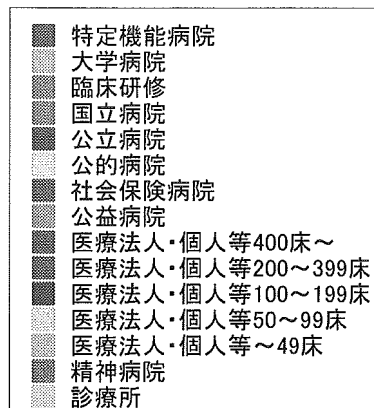 特定機能病院
大学病院
臨床研修
国立病院
公立病院
公的病院
社会保険病院
公益病院
医療法人・個人等400床～
医療法人・個人等200～399床
医療法人・個人等100～199床
医療法人・個人等50～99床
医療法人・個人等～49床
精神病院
診療所